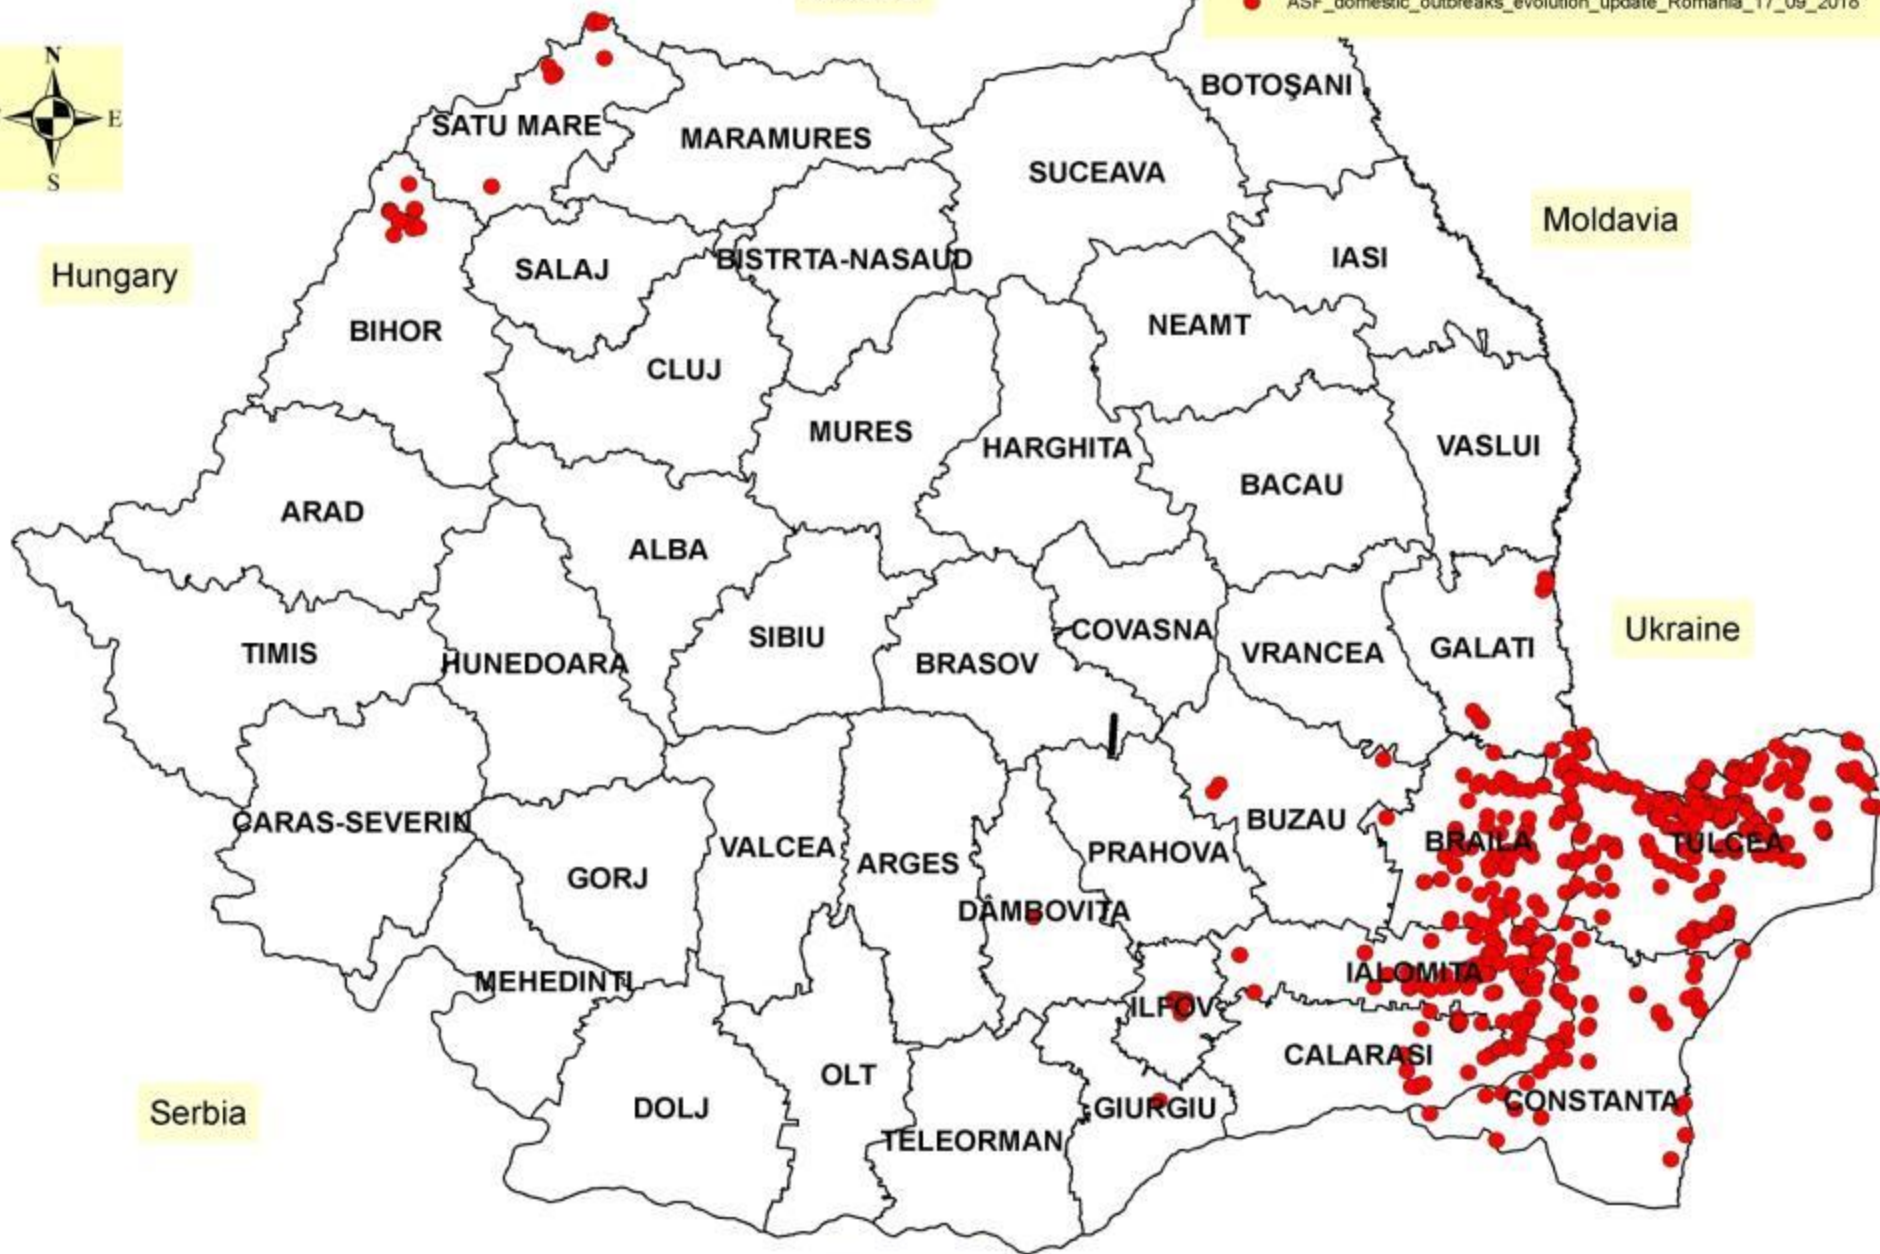 ASF_domestic_outbreaks_evolution_update_Romania_17_09_2018
N
E
S
BOTOŞANI
SATU MARE
MARAMURES
SUCEAVA
Moldavia
Hungary
SALAJ
BISTRTA-NASAUD
IASI
BIHOR
NEAMT
CLUJ
MURES
HARGHITA
VASLUI
BACAU
ARAD
ALBA
COVASNA
Ukraine
SIBIU
TIMIS
HUNEDOARA
BRASOV
VRANCEA
GALATI
CARAS-SEVERIN
VALCEA
BUZAU
BRAILA
TULCEA
GORJ
ARGES
PRAHOVA
DÂMBOVIŢA
MEHEDINTI
IALOMITA
ILFOV
CALARASI
OLT
Serbia
DOLJ
GIURGIU
CONSTANTA
TELEORMAN